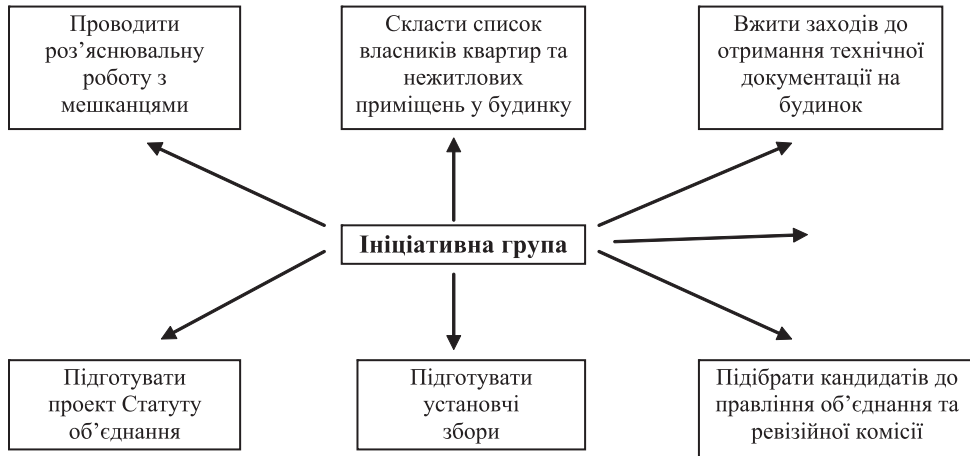 Проводити
роз’яснювальну
роботу з
мешканцями
Скласти список
власників квартир та
нежитлових
приміщень у будинку
Вжити заходів до
отримання технічної
документації на
будинок
Ініціативна група
Підготувати
проект Статуту
об’єднання
Підготувати
установчі
збори
Підібрати кандидатів до
правління об’єднання та
ревізійної комісії